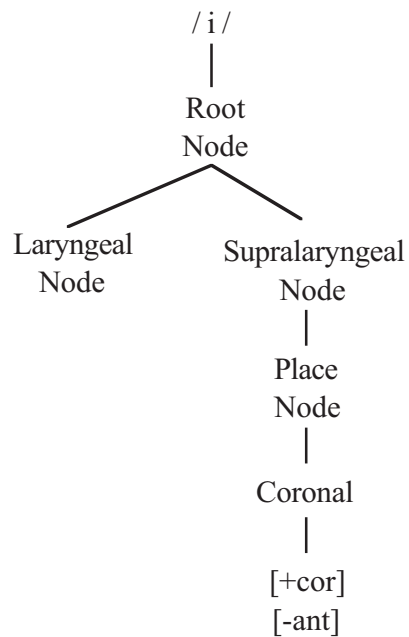 / i /
Root
Node
Laryngeal
Node
Supralaryngeal
Node
Place
Node
Coronal
[+cor]
[-ant]